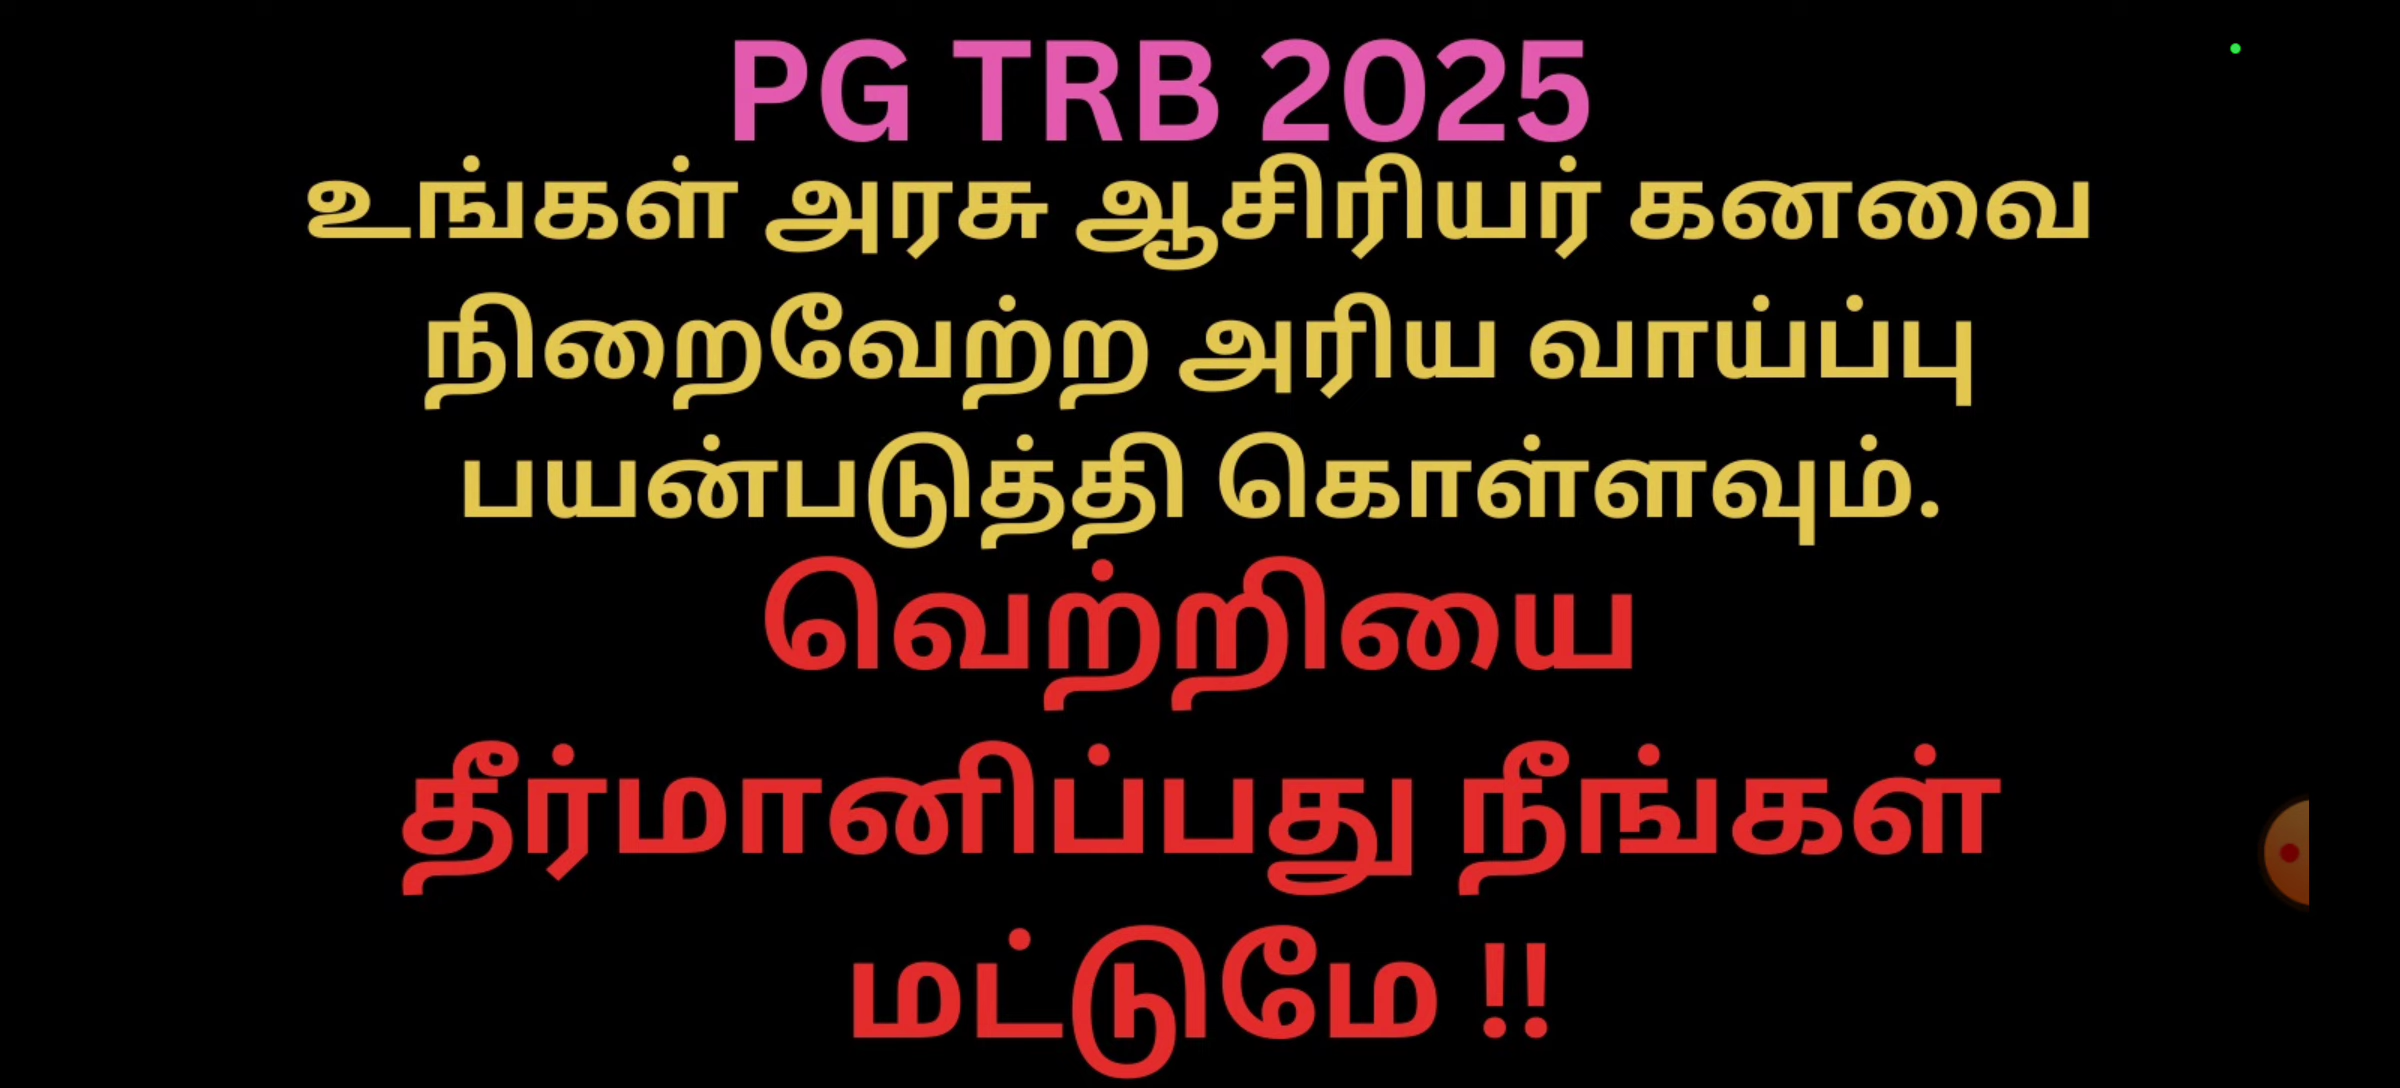 PG TRB 2025
உங்கள் அரசு ஆசிரியர் கனவை
நிறைவேற்ற அரிய வாய்ப்பு
பயன்படுத்தி கொள்ளவும்.
வெற்றியை
தீர்மானிப்பது நீங்கள்
மட்டுமே !!